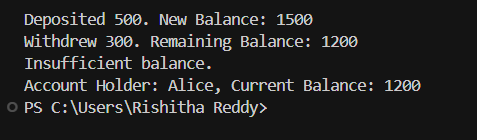 Deposited 500. New Balance: 1500
Withdrew 300. Remaining Balance: 1200
Insufficient balance.
Account Holder: Alice, Current Balance: 1200
PS C:\Users\Rishitha Reddy>